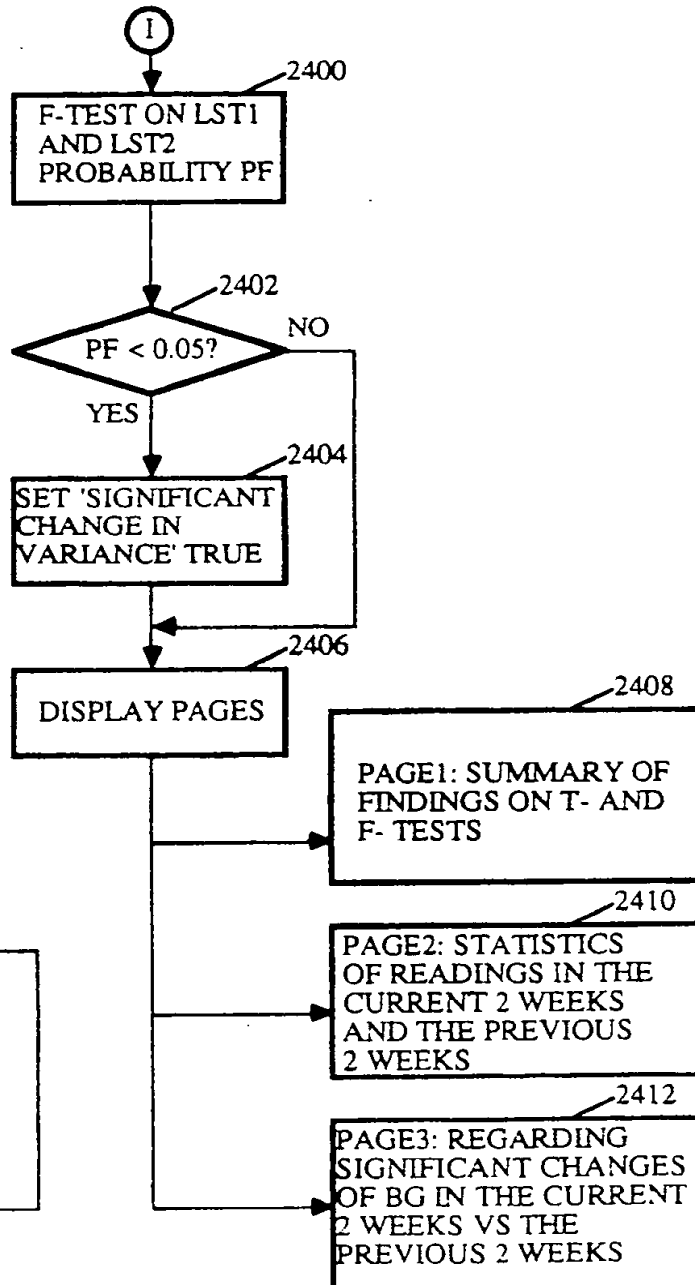 I
2400
F-TEST ON LST1
AND LST2
PROBABILITY PF
2402
PF < 0.05?
NO
YES
2404
SET 'SIGNIFICANT
CHANGE IN
VARIANCE' TRUE
2406
DISPLAY PAGES
2408
PAGE1: SUMMARY OF
FINDINGS ON T- AND
F- TESTS
2410
PAGE2: STATISTICS
OF READINGS IN THE
CURRENT 2 WEEKS
AND THE PREVIOUS
2 WEEKS
2412
PAGE3: REGARDING
SIGNIFICANT CHANGES
OF BG IN THE CURRENT
2 WEEKS VS THE
PREVIOUS 2 WEEKS